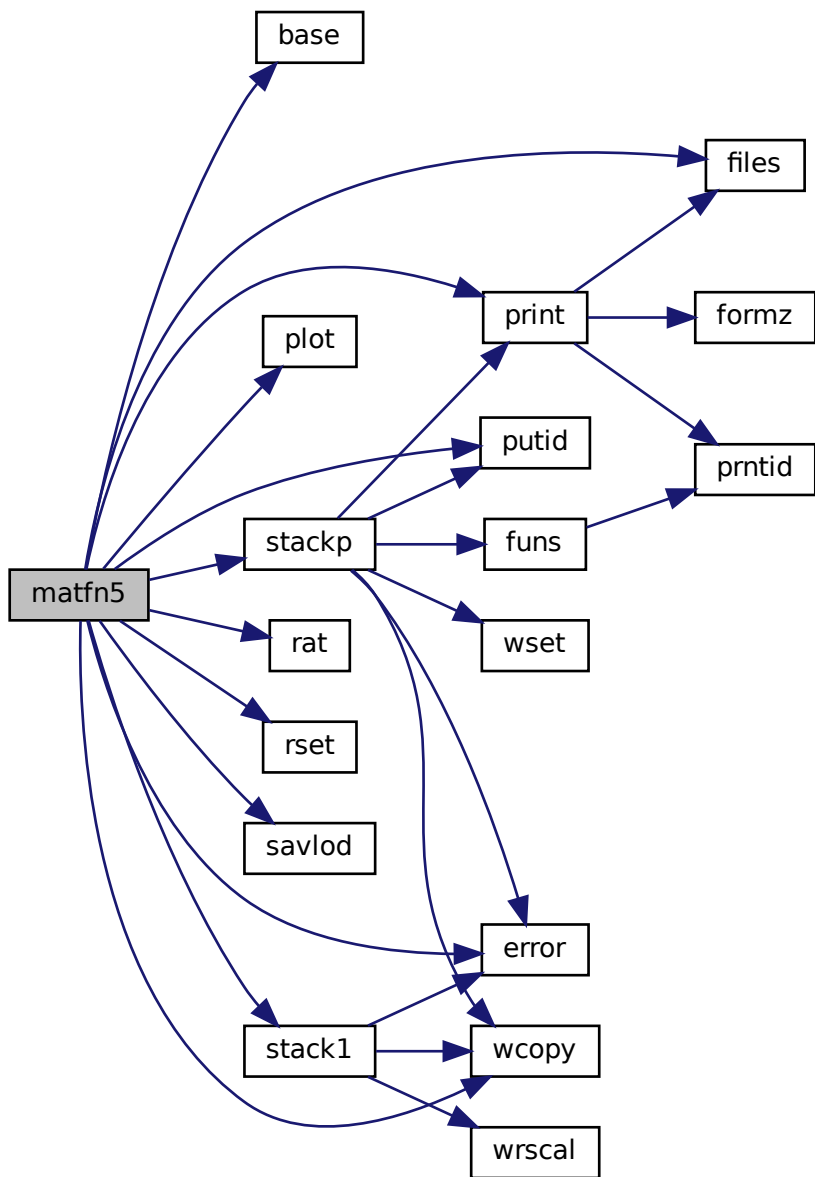 base
files
print
formz
plot
putid
prntid
stackp
funs
matfn5
rat
wset
rset
savlod
error
stack1
wcopy
wrscal